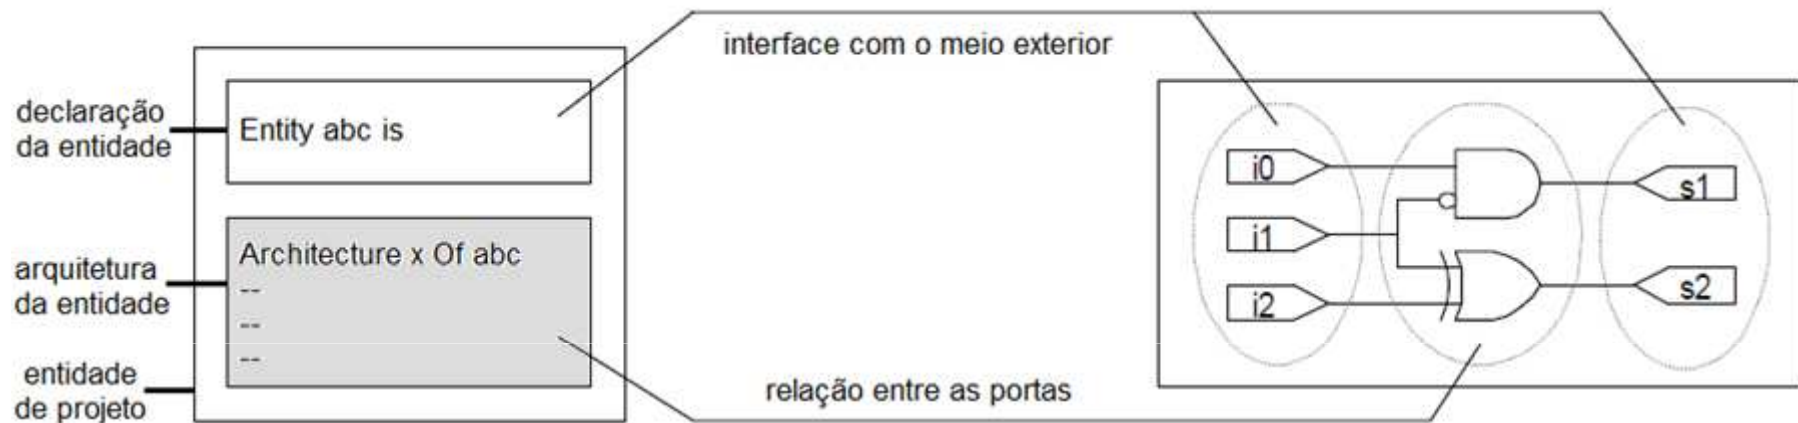 declaração
da entidade
Entity abc is
arquitetura
da entidade
Architecture x Of abc
--
--
--
entidade
de projeto
interface com o meio exterior
relação entre as portas
i0
i1
i2
s1
s2